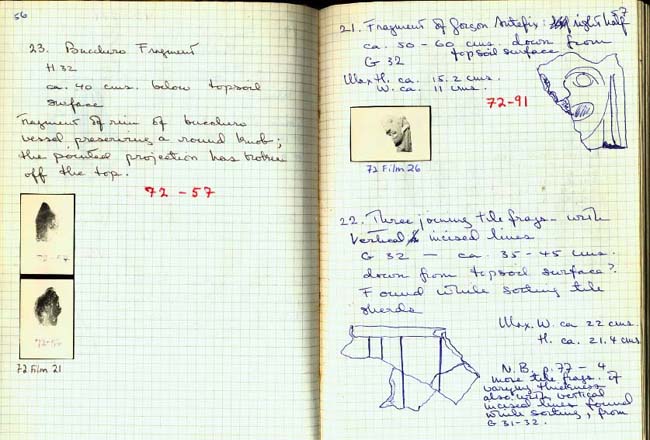 56
23. Bucchero Fragment
H 32
ca. 40 cms. below topsoil
surface
Fragment of rim of bucchero
vessel, preserving a round knob;
the pointed projection has broken
off the top.
72-57
72-57
72-57
72 Film 21
57
21. Fragment of Gorgon Antefix: right half
ca. 50-60 cms. down from
topsoil surface
G 32
Max H. ca. 15.2 cms.
W. ca. 11 cms.
72-91
72 Film 26
22. Three joining tile frags. with
vertical incised lines
G 32 — ca. 35-45 cms.
down from topsoil surface?
Found while sorting tile
sherds
Max. W. ca 22 cms.
H. ca. 21.4 cms.
N.B. p. 77 - 4
more tile frags. of
varying thickness
also with vertical
incised lines found
while sorting, from
G 31-32.